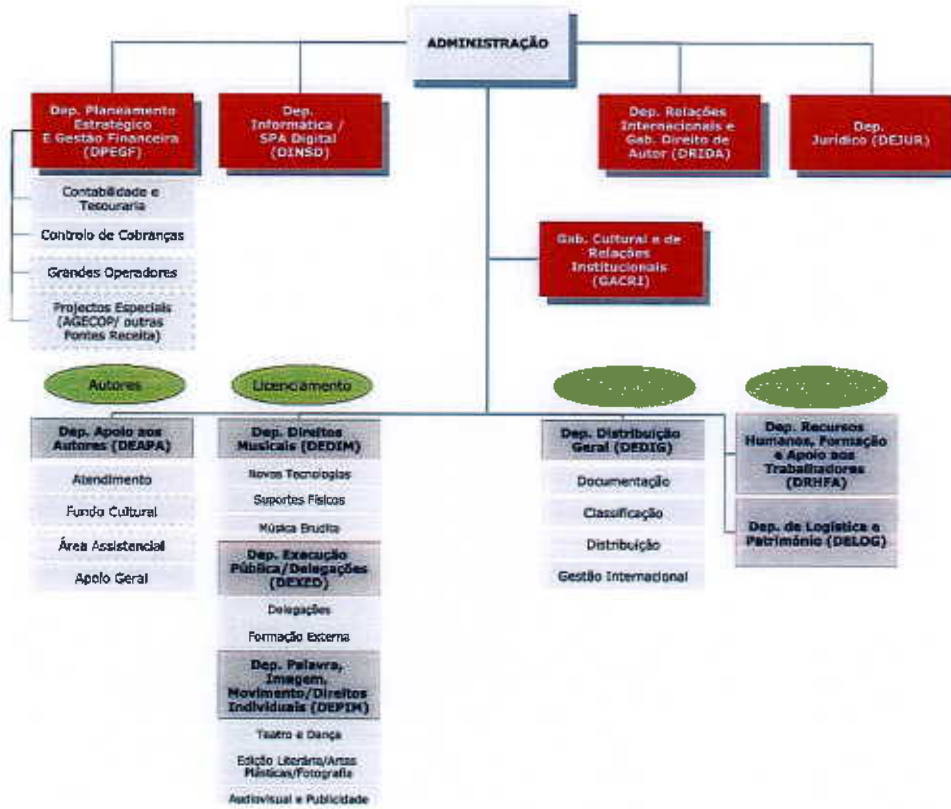 ADMINISTRAÇÃO
Dep. Planeamento
Estratégico
E Gestão Financeira
(DPEGF)
Dep.
Informática /
SPA Digital
(DINSD)
Dep. Relações
Internacionais e
Gab. Direito de
Autor (DRIDA)
Dep.
Jurídico (DEJUR)
Contabilidade e
Tesouraria
Controlo de Cobranças
Grandes Operadores
Projectos Especiais
(AGECOP/ outras
Fontes Receita)
Gab. Cultural e de
Relações
Institucionais
(GACRI)
Autores
Licenciamento
Dep. Apoio aos
Autores (DEAPA)
Atendimento
Fundo Cultural
Área Assistencial
Apoio Geral
Dep. Direitos
Musicais (DEDIM)
Novas Tecnologias
Suportes Físicos
Música Erudita
Dep. Execução
Pública/Delegações
(DEXED)
Delegações
Formação Externa
Dep. Palavra,
Imagem,
Movimento/Direitos
Individuais (DEPIM)
Teatro e Dança
Edição Literária/Artes
Plásticas/Fotografia
Audiovisual e Publicidade
Dep. Distribuição
Geral (DEDIG)
Documentação
Classificação
Distribuição
Gestão Internacional
Dep. Recursos
Humanos, Formação
e Apoio aos
Trabalhadores
(DRHFA)
Dep. de Logística e
Património (DELOG)